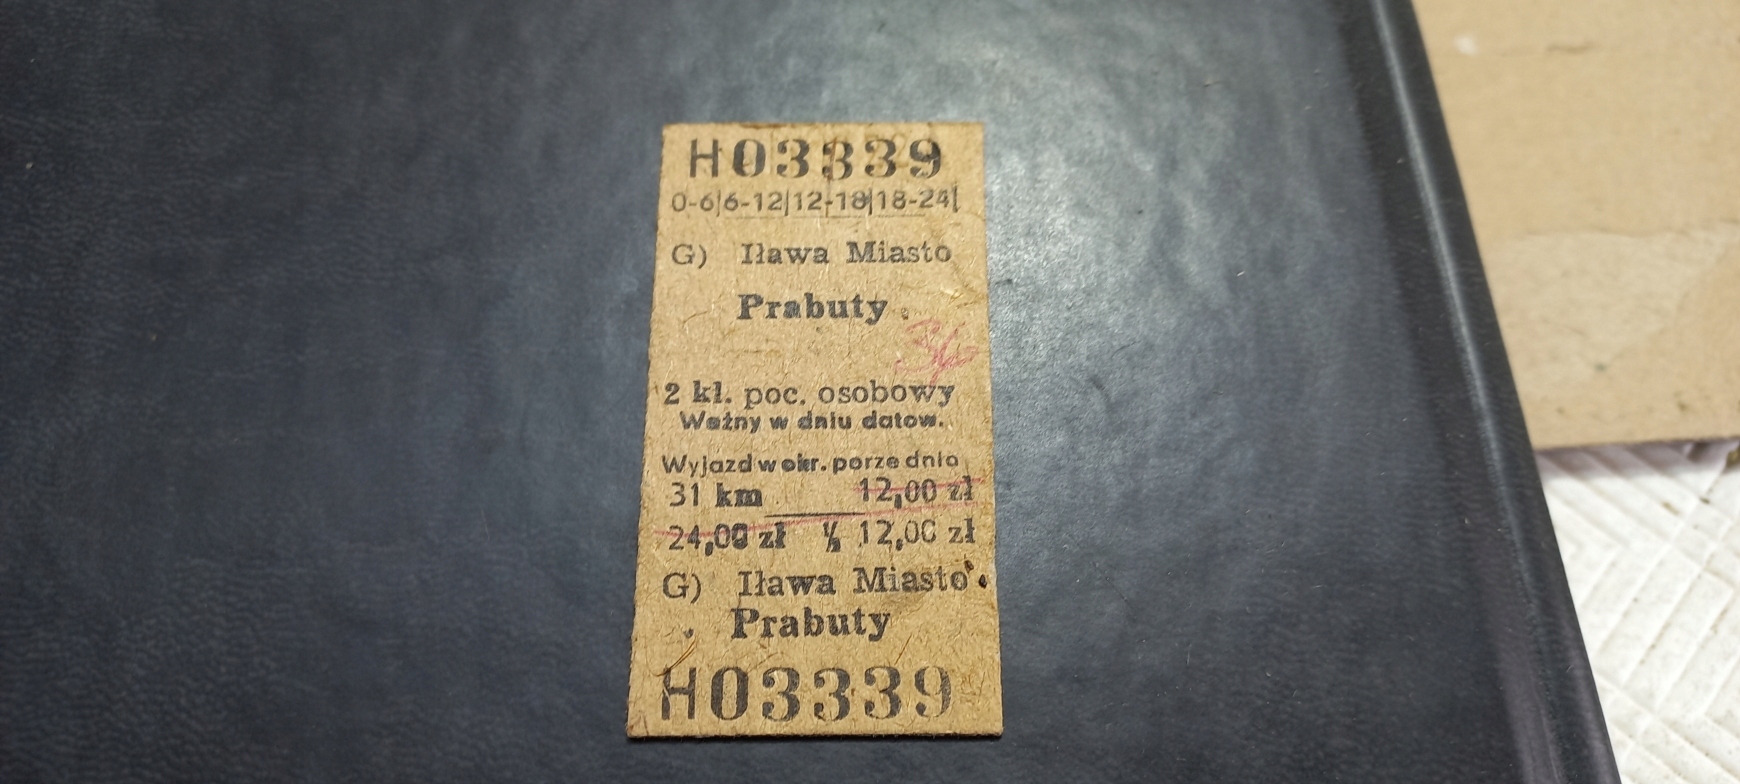 H03339
0-6|6-12|12-18|18-24|
G) Iława Miasto
Prabuty
2 kl. poc. osobowy
Ważny w dniu datow.
Wyjazd w okr. porze dnia
31 km 12,00 zł
24,00 zł ½ 12,00 zł
G) Iława Miasto
Prabuty
H03339